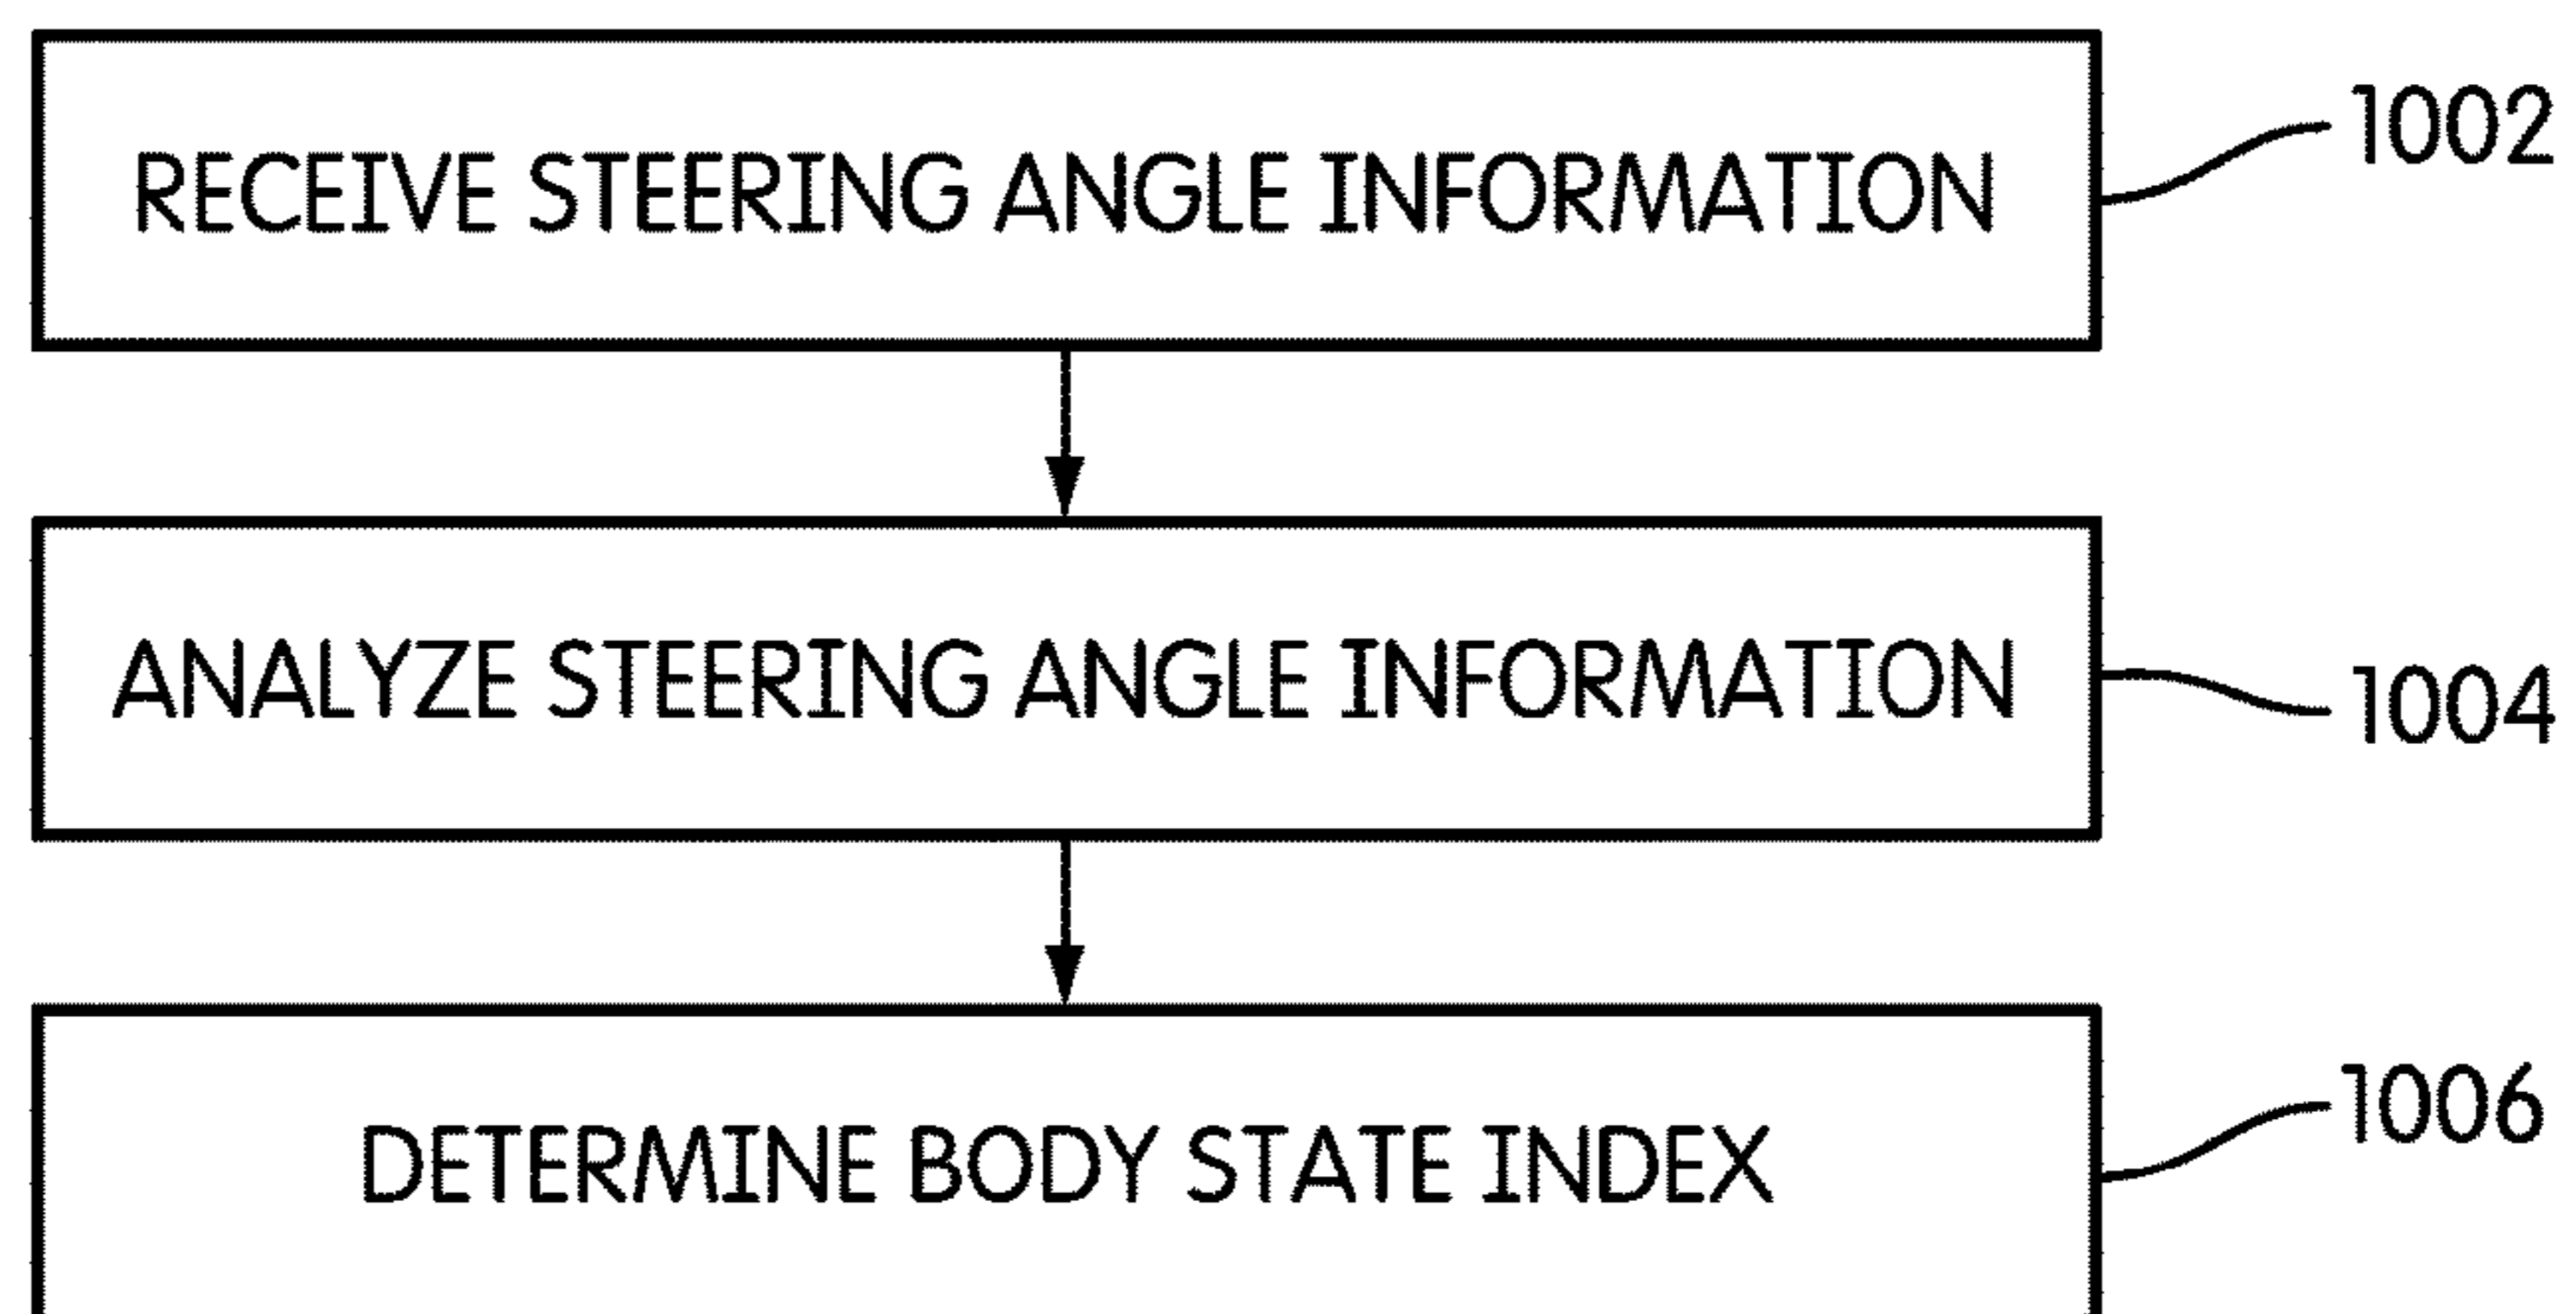 RECEIVE STEERING ANGLE INFORMATION
1002
ANALYZE STEERING ANGLE INFORMATION
1004
DETERMINE BODY STATE INDEX
1006